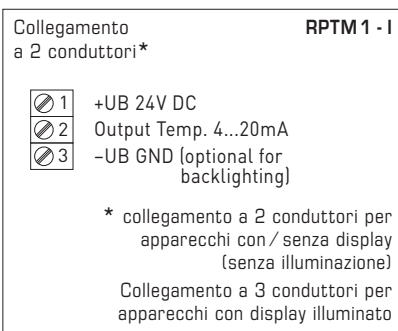 Collegamento RPTM 1 - I
a 2 conduttori*
1 +UB 24V DC
2 Output Temp. 4...20mA
3 –UB GND (optional for
backlighting)
* collegamento a 2 conduttori per
apparecchi con / senza display
(senza illuminazione)
Collegamento a 3 conduttori per
apparecchi con display illuminato